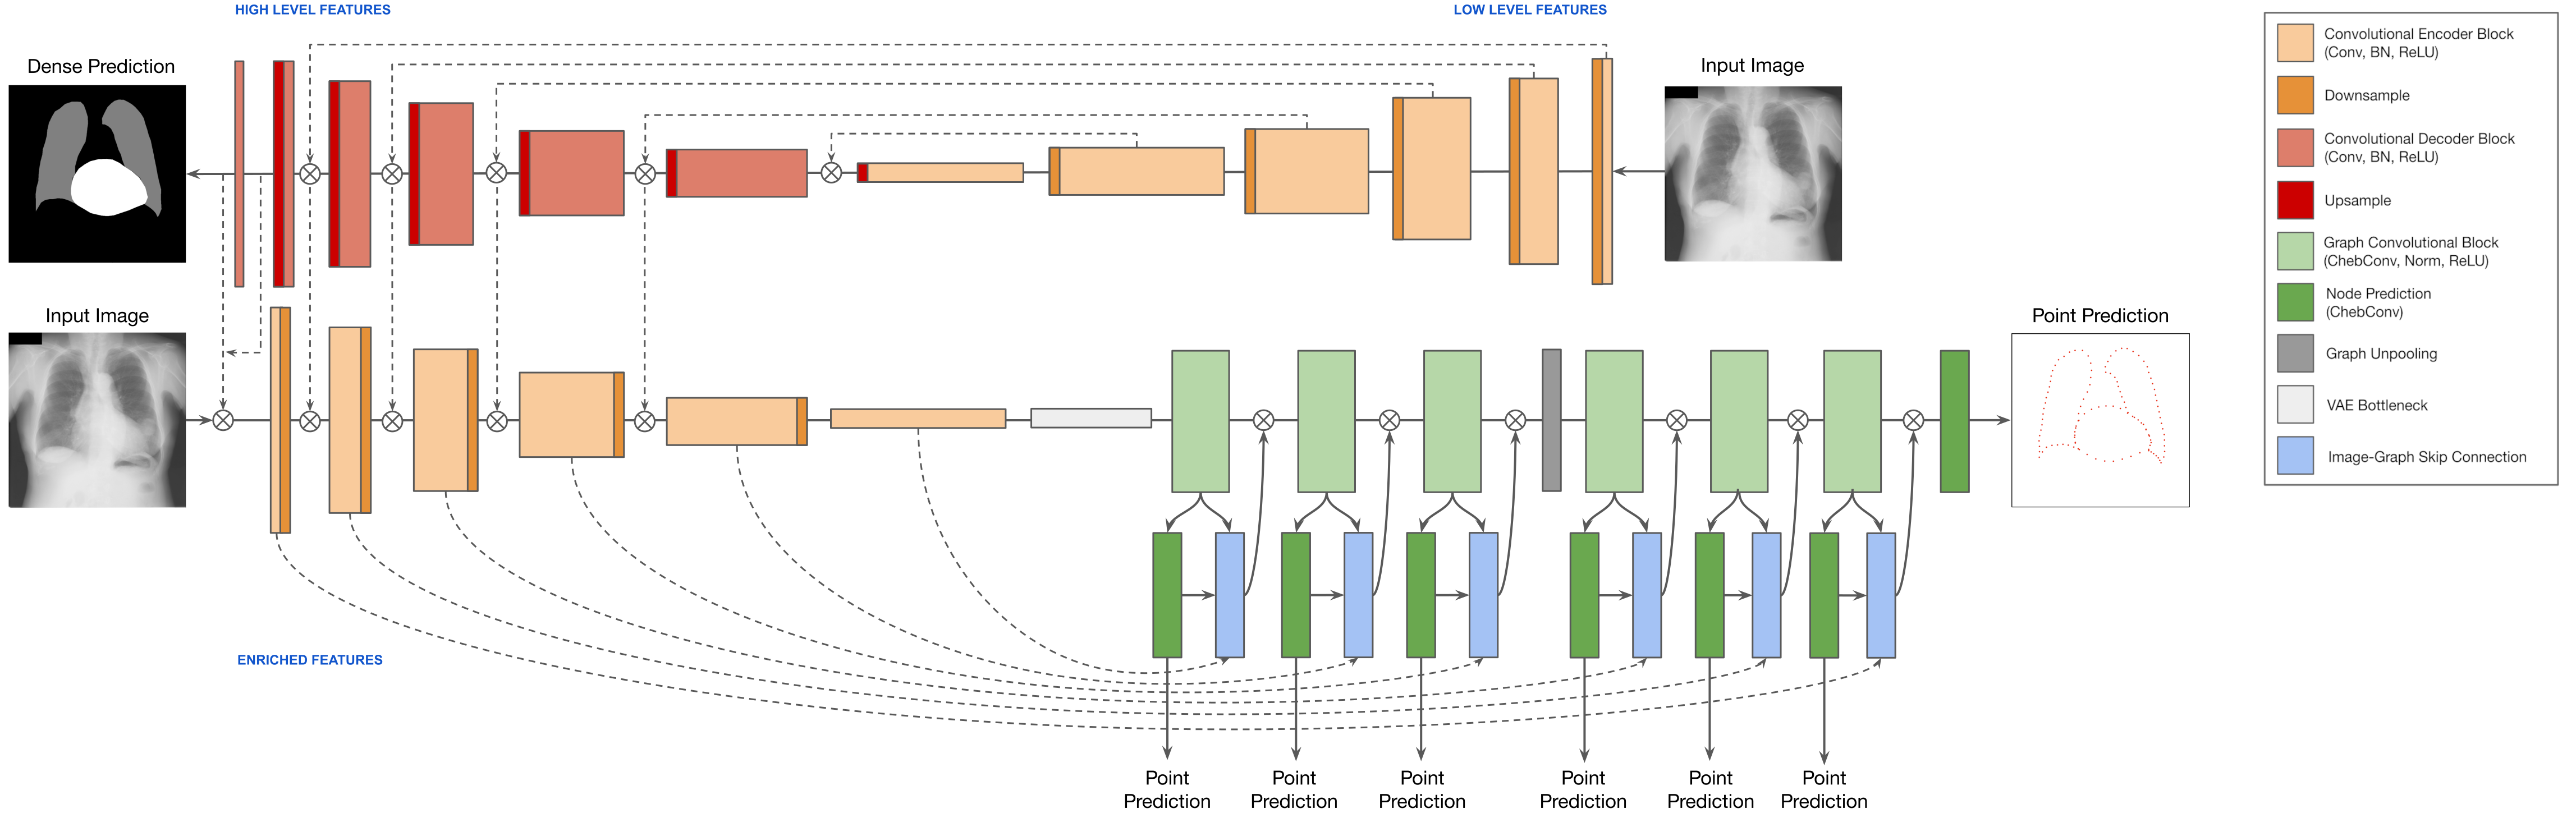 HIGH LEVEL FEATURES
LOW LEVEL FEATURES
Dense Prediction
Input Image
Input Image
Point Prediction
ENRICHED FEATURES
Point
Prediction
Point
Prediction
Point
Prediction
Point
Prediction
Point
Prediction
Point
Prediction
Convolutional Encoder Block
(Conv, BN, ReLU)
Downsample
Convolutional Decoder Block
(Conv, BN, ReLU)
Upsample
Graph Convolutional Block
(ChebConv, Norm, ReLU)
Node Prediction
(ChebConv)
Graph Unpooling
VAE Bottleneck
Image-Graph Skip Connection